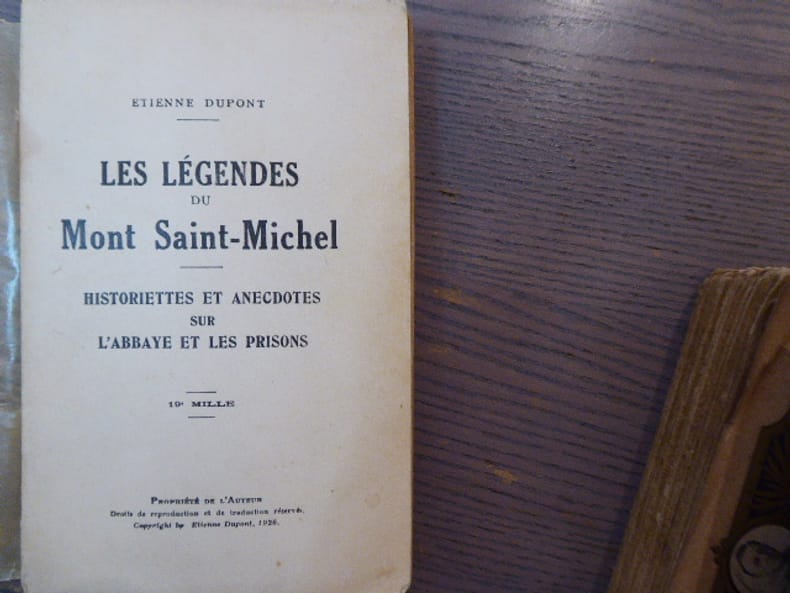 ETIENNE DUPONT
LES LÉGENDES
DU
Mont Saint-Michel
HISTORIETTES ET ANECDOTES
SUR
L'ABBAYE ET LES PRISONS
19e MILLE
PROPRIÉTÉ DE L'AUTEUR
Droits de reproduction et de traduction réservés.
Copyright by Etienne Dupont, 1926.